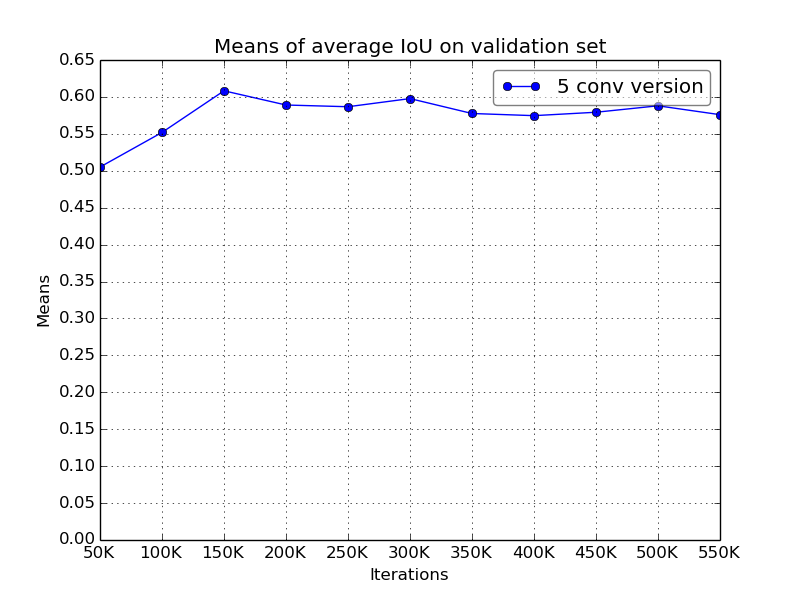 Means of average IoU on validation set
5 conv version
0.65
0.60
0.55
0.50
0.45
0.40
0.35
0.30
0.25
0.20
0.15
0.10
0.05
0.00
Means
50K 100K 150K 200K 250K 300K 350K 400K 450K 500K 550K
Iterations